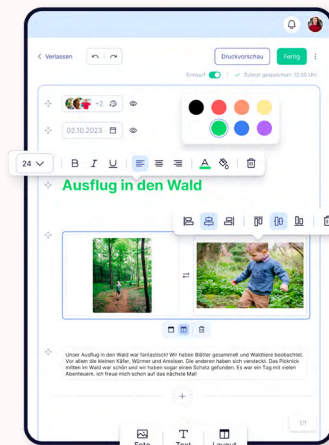 Verlassen
Druckvorschau
Fertig
Entwurf
Zuletzt gespeichert 13:30 Uhr
+2
02.10.2023
24
B I U
A
Ausflug in den Wald
Unser Ausflug in den Wald war fantastisch! Wir haben Blätter gesammelt und Waldtiere beobachtet.
Vor allem die kleinen Käfer, Würmer und Ameisen. Die anderen haben sich versteckt. Das Picknick
mitten im Wald war schön und wir haben sogar einen Schatz gefunden. Es war ein Tag mit vielen
Abenteuern. Ich freue mich schon auf das nächste Mal!
1/1
Foto
Text
Layout